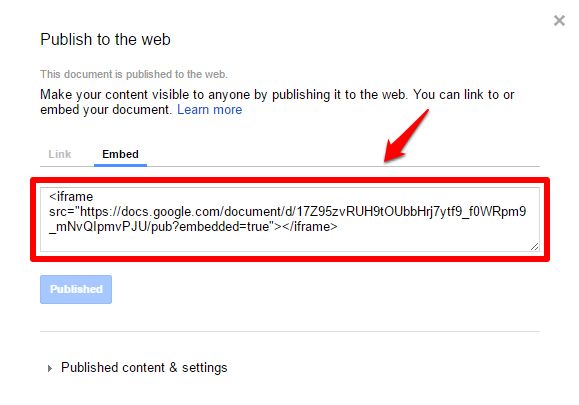 Publish to the web
This document is published to the web.
Make your content visible to anyone by publishing it to the web. You can link to or
embed your document. Learn more
Link Embed
<iframe
src="https://docs.google.com/document/d/17Z95zvRUH9tOUbbHrj7ytf9_f0WRpm9
_mNvQIpmvPJU/pub?embedded=true"></iframe>
Published
Published content & settings